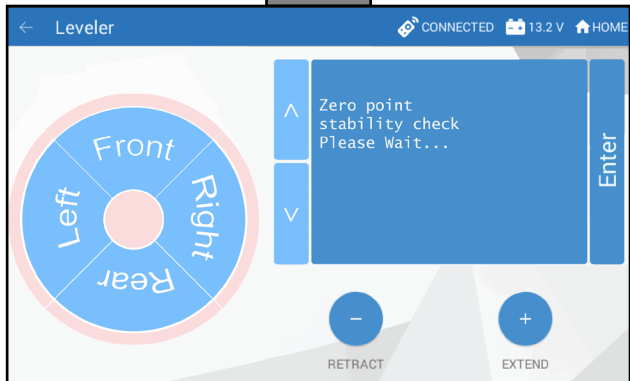 ← Leveler
CONNECTED 13.2 V HOME
Front
Left
Right
Rear
Zero point
stability check
Please Wait...
Enter
RETRACT
EXTEND